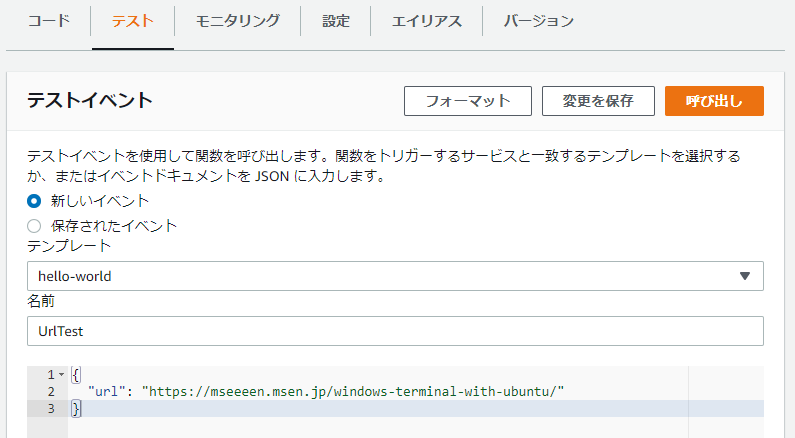 コード テスト モニタリング 設定 エイリアス バージョン
テストイベント フォーマット 変更を保存 呼び出し
テストイベントを使用して関数を呼び出します。関数をトリガーするサービスと一致するテンプレートを選択する
か、またはイベントドキュメントを JSON に入力します。
新しいイベント
保存されたイベント
テンプレート
hello-world
名前
UrlTest
1 {
2 "url": "https://mseeeen.msen.jp/windows-terminal-with-ubuntu/"
3 }